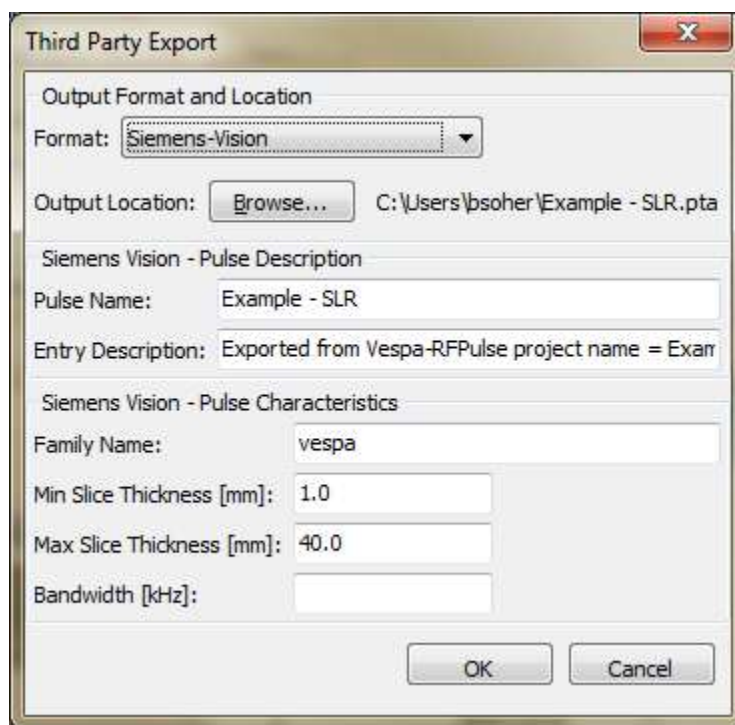 Third Party Export
Output Format and Location
Format: Siemens-Vision
Output Location: Browse... C:\Users\bsoher\Example - SLR.pta
Siemens Vision - Pulse Description
Pulse Name: Example - SLR
Entry Description: Exported from Vespa-RFPulse project name = Exam
Siemens Vision - Pulse Characteristics
Family Name: vespa
Min Slice Thickness [mm]: 1.0
Max Slice Thickness [mm]: 40.0
Bandwidth [kHz]:
OK Cancel